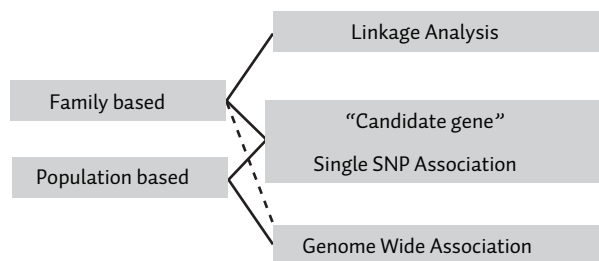 Linkage Analysis
Family based
“Candidate gene”
Single SNP Association
Population based
Genome Wide Association